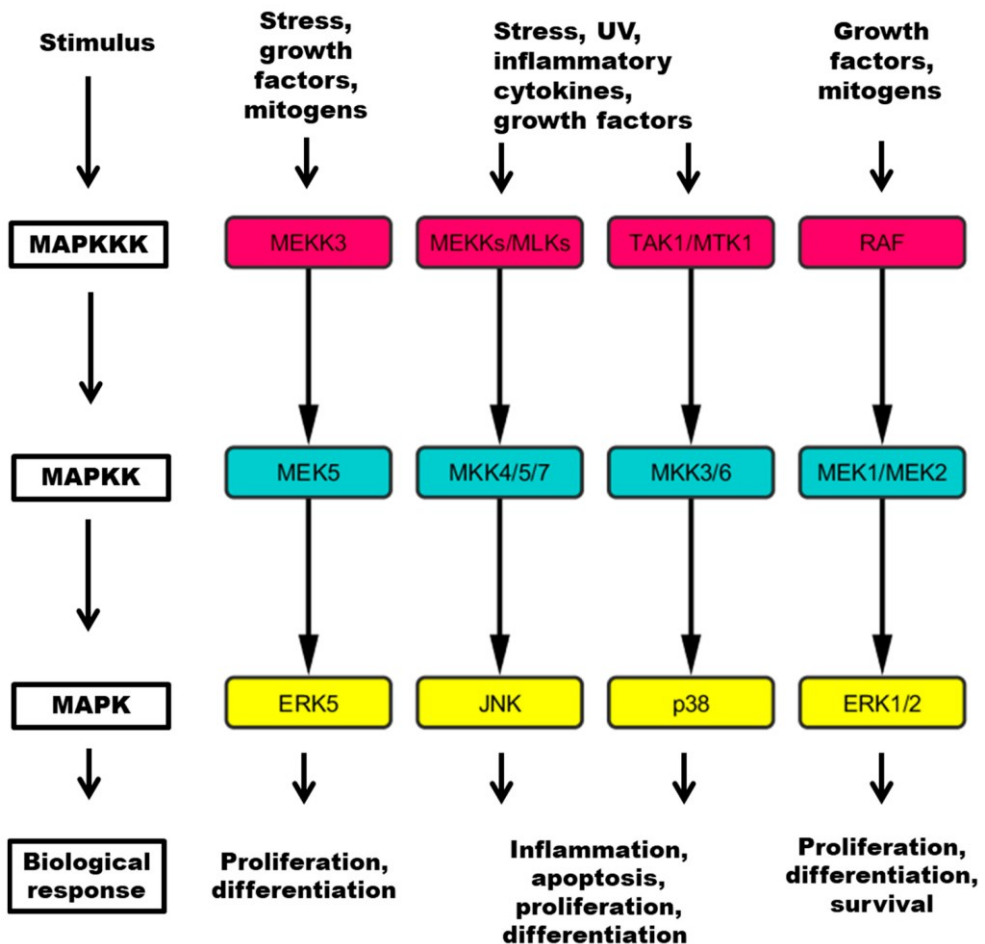 Stimulus
Stress,
growth
factors,
mitogens
Stress, UV,
inflammatory
cytokines,
growth factors
Growth
factors,
mitogens
MAPKKK
MEKK3
MEKKs/MLKs
TAK1/MTK1
RAF
MAPKK
MEK5
MKK4/5/7
MKK3/6
MEK1/MEK2
MAPK
ERK5
JNK
p38
ERK1/2
Biological
response
Proliferation,
differentiation
Inflammation,
apoptosis,
proliferation,
differentiation
Proliferation,
differentiation,
survival